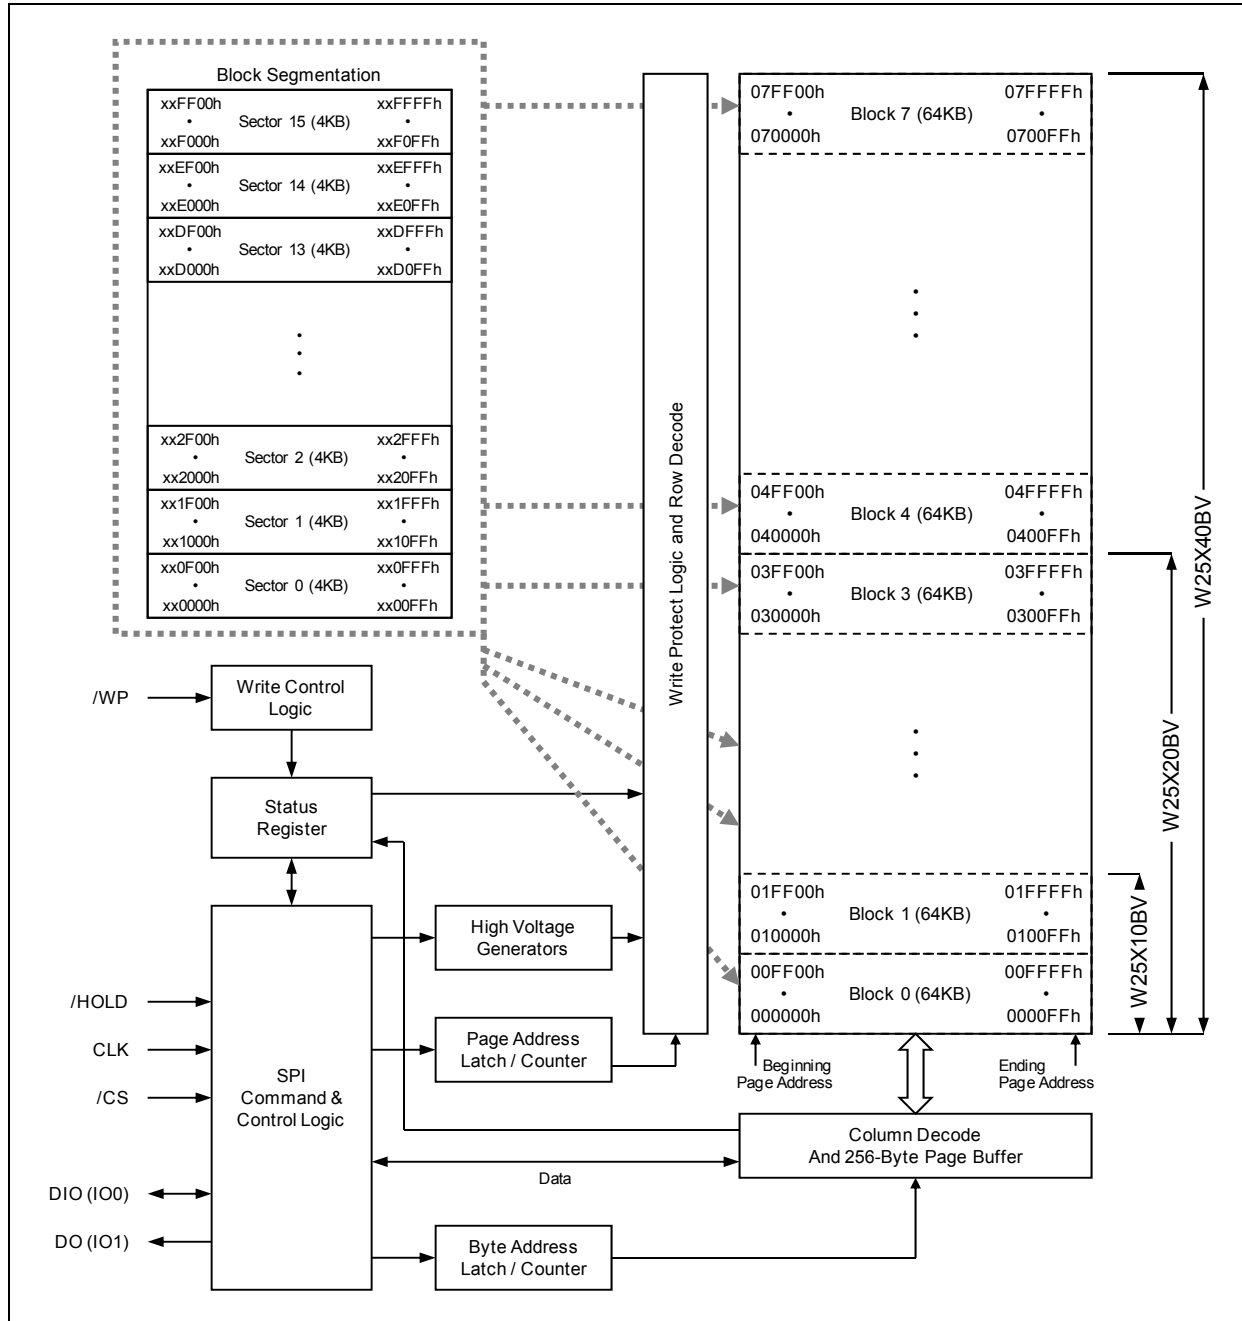 Block Segmentation
xxFF00h xxFFFFh
• Sector 15 (4KB) •
xxF000h xxF0FFh
xxEF00h xxEFFFh
• Sector 14 (4KB) •
xxE000h xxE0FFh
xxDF00h xxDFFFh
• Sector 13 (4KB) •
xxD000h xxD0FFh
xx2F00h xx2FFFh
• Sector 2 (4KB) •
xx2000h xx20FFh
xx1F00h xx1FFFh
• Sector 1 (4KB) •
xx1000h xx10FFh
xx0F00h xx0FFFh
• Sector 0 (4KB) •
xx0000h xx00FFh
Write Protect Logic and Row Decode
07FF00h 07FFFFh
• Block 7 (64KB) •
070000h 0700FFh
04FF00h 04FFFFh
• Block 4 (64KB) •
040000h 0400FFh
03FF00h 03FFFFh
• Block 3 (64KB) •
030000h 0300FFh
01FF00h 01FFFFh
• Block 1 (64KB) •
010000h 0100FFh
00FF00h 00FFFFh
• Block 0 (64KB) •
000000h 0000FFh
W25X10BV
W25X20BV
W25X40BV
Beginning
Page Address
Ending
Page Address
/WP
Write Control
Logic
Status
Register
High Voltage
Generators
/HOLD
CLK
/CS
DIO (IO0)
DO (IO1)
SPI
Command &
Control Logic
Page Address
Latch / Counter
Column Decode
And 256-Byte Page Buffer
Data
Byte Address
Latch / Counter